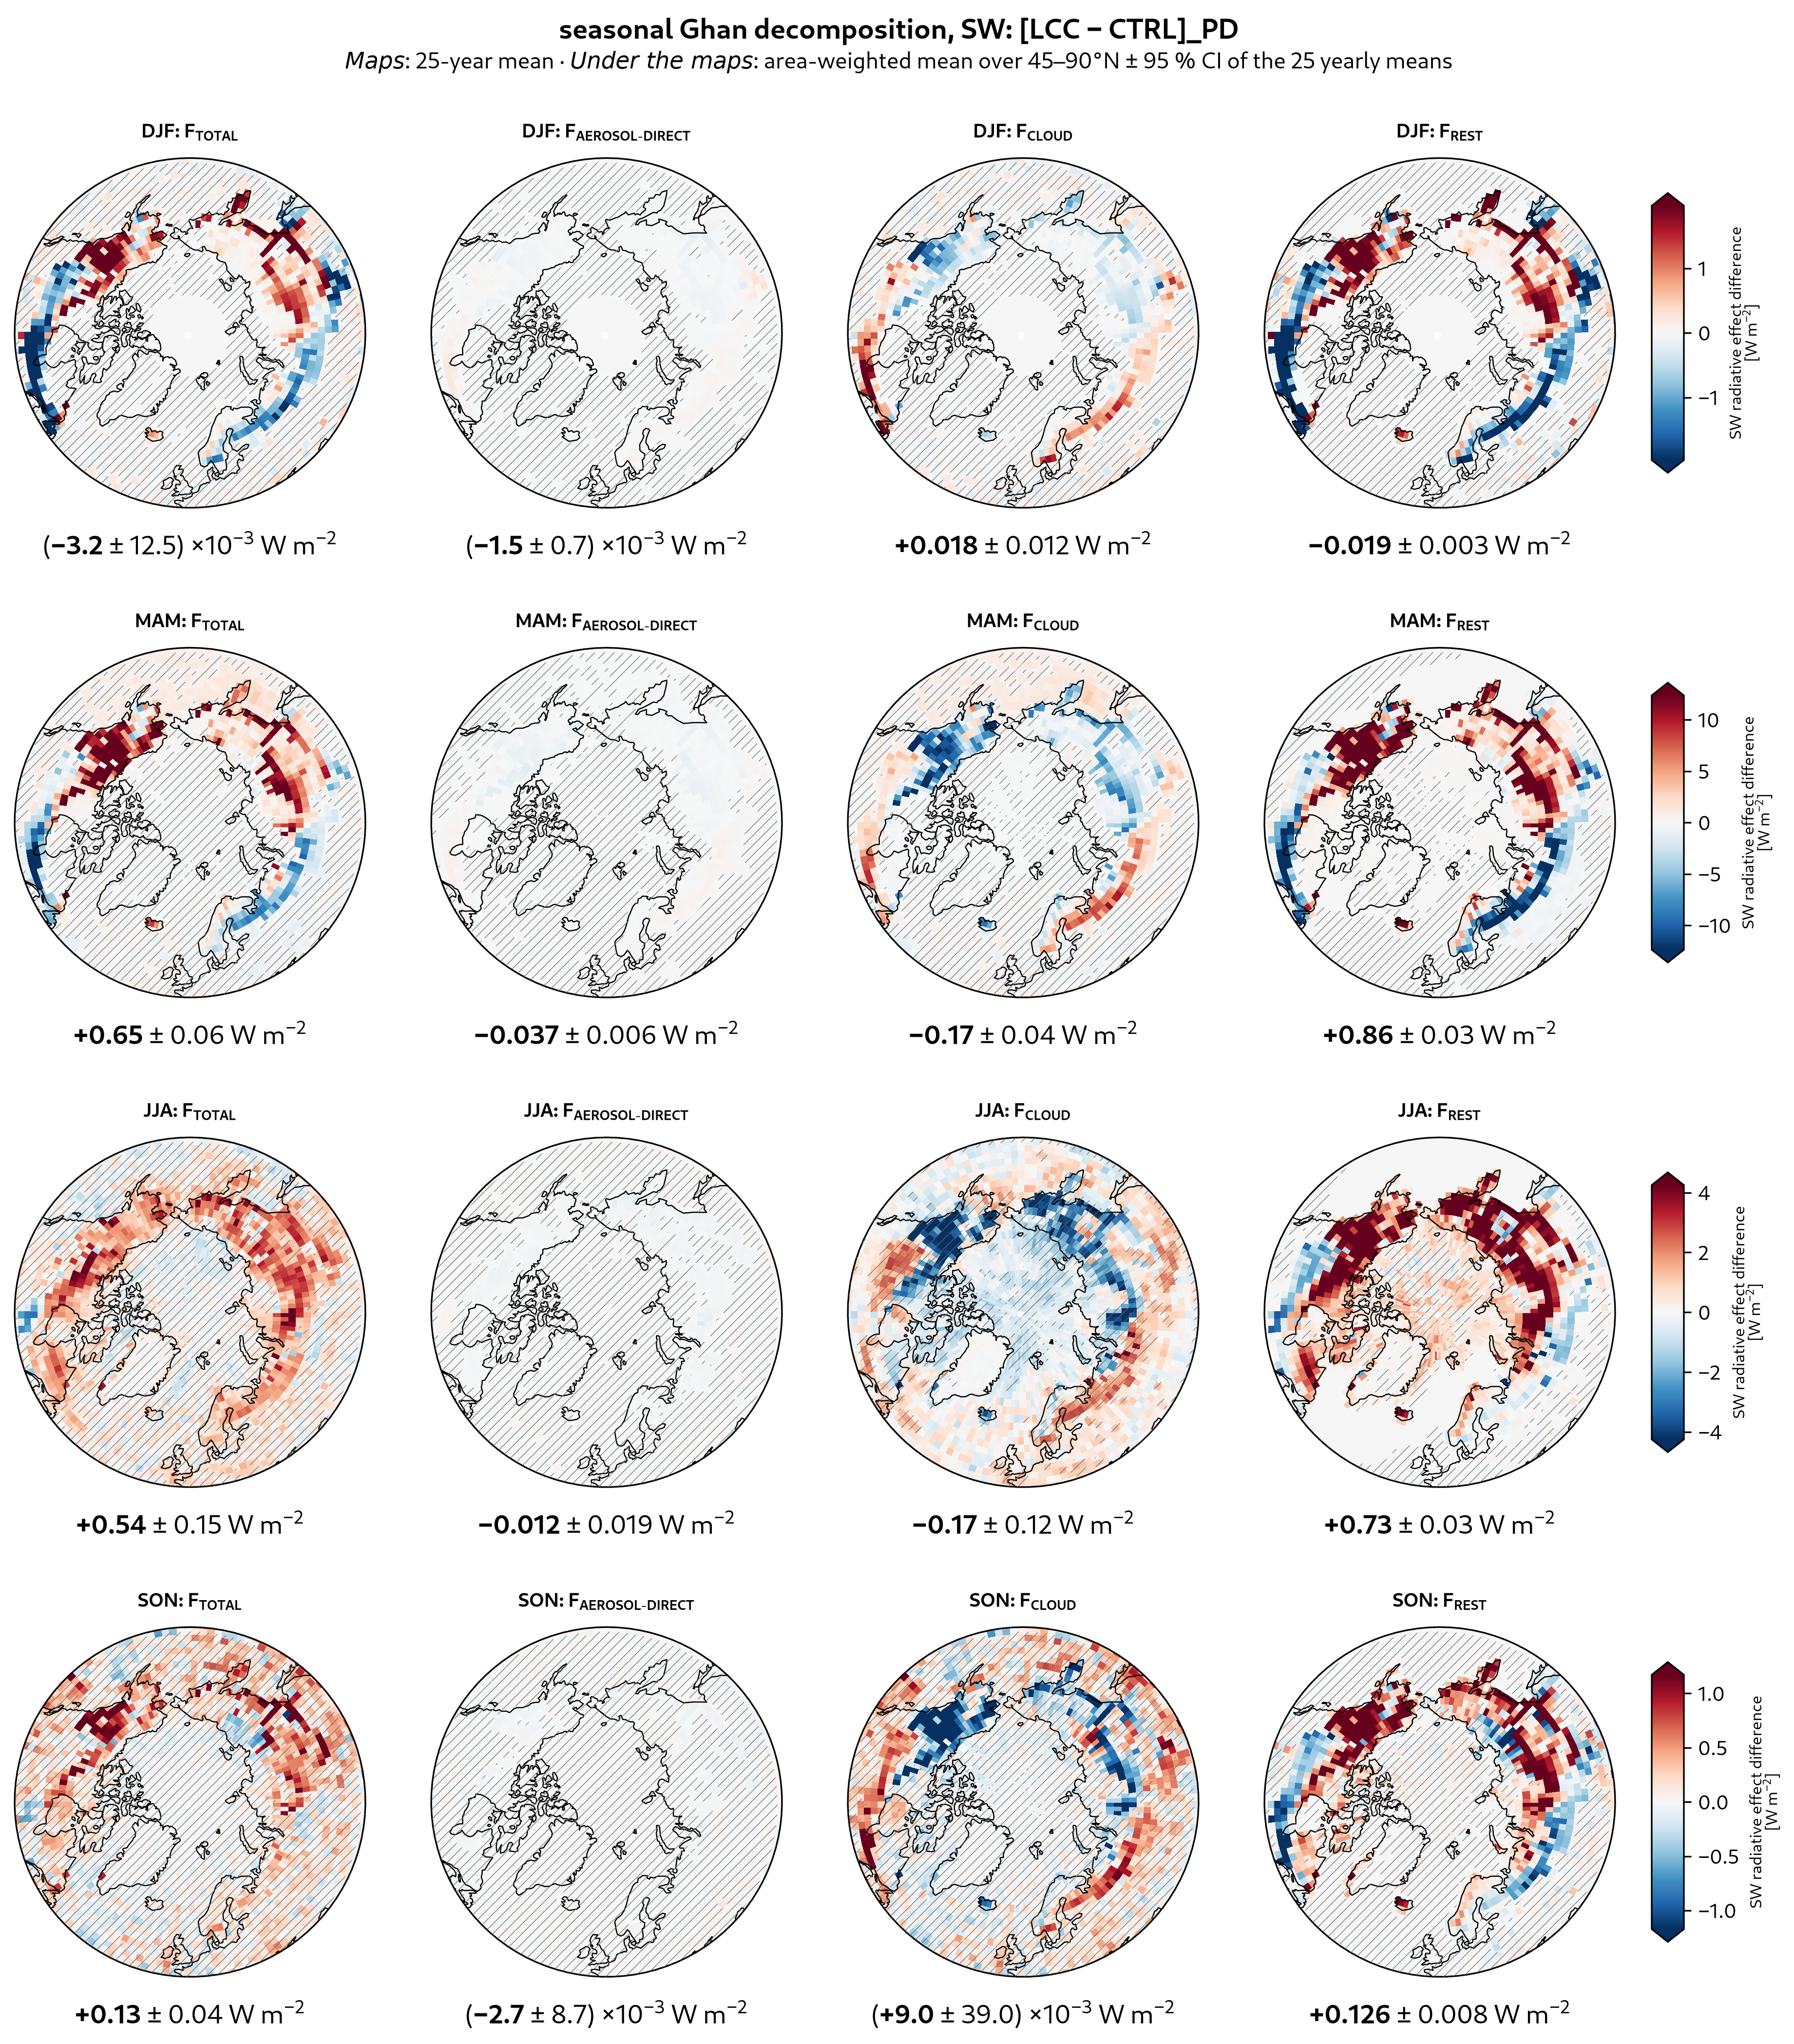 seasonal Ghan decomposition, SW: [LCC − CTRL]_PD
Maps: 25-year mean · Under the maps: area-weighted mean over 45–90°N ± 95 % CI of the 25 yearly means
DJF: F_TOTAL DJF: F_AEROSOL-DIRECT DJF: F_CLOUD DJF: F_REST
1
0
−1
SW radiative effect difference
[W m⁻²]
(−3.2 ± 12.5) ×10⁻³ W m⁻² (−1.5 ± 0.7) ×10⁻³ W m⁻² +0.018 ± 0.012 W m⁻² −0.019 ± 0.003 W m⁻²
MAM: F_TOTAL MAM: F_AEROSOL-DIRECT MAM: F_CLOUD MAM: F_REST
10
5
0
−5
−10
SW radiative effect difference
[W m⁻²]
+0.65 ± 0.06 W m⁻² −0.037 ± 0.006 W m⁻² −0.17 ± 0.04 W m⁻² +0.86 ± 0.03 W m⁻²
JJA: F_TOTAL JJA: F_AEROSOL-DIRECT JJA: F_CLOUD JJA: F_REST
4
2
0
−2
−4
SW radiative effect difference
[W m⁻²]
+0.54 ± 0.15 W m⁻² −0.012 ± 0.019 W m⁻² −0.17 ± 0.12 W m⁻² +0.73 ± 0.03 W m⁻²
SON: F_TOTAL SON: F_AEROSOL-DIRECT SON: F_CLOUD SON: F_REST
1.0
0.5
0.0
−0.5
−1.0
SW radiative effect difference
[W m⁻²]
+0.13 ± 0.04 W m⁻² (−2.7 ± 8.7) ×10⁻³ W m⁻² (+9.0 ± 39.0) ×10⁻³ W m⁻² +0.126 ± 0.008 W m⁻²